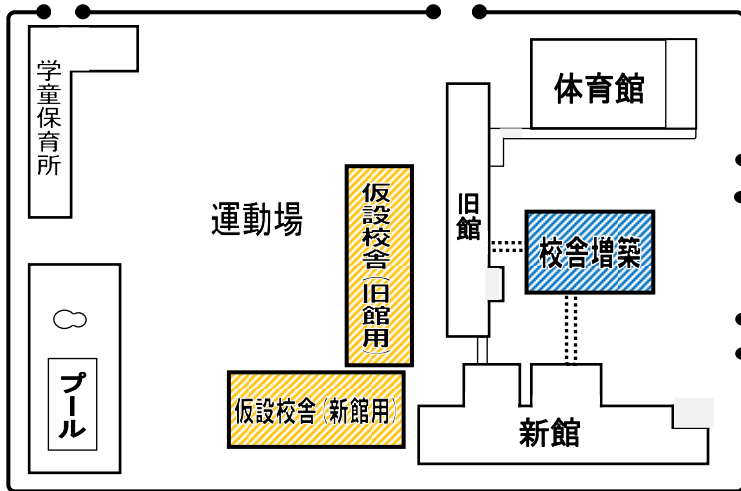 学童保育所
体育館
運動場
仮設校舎(旧館用)
旧館
校舎増築
プール
仮設校舎(新館用)
新館